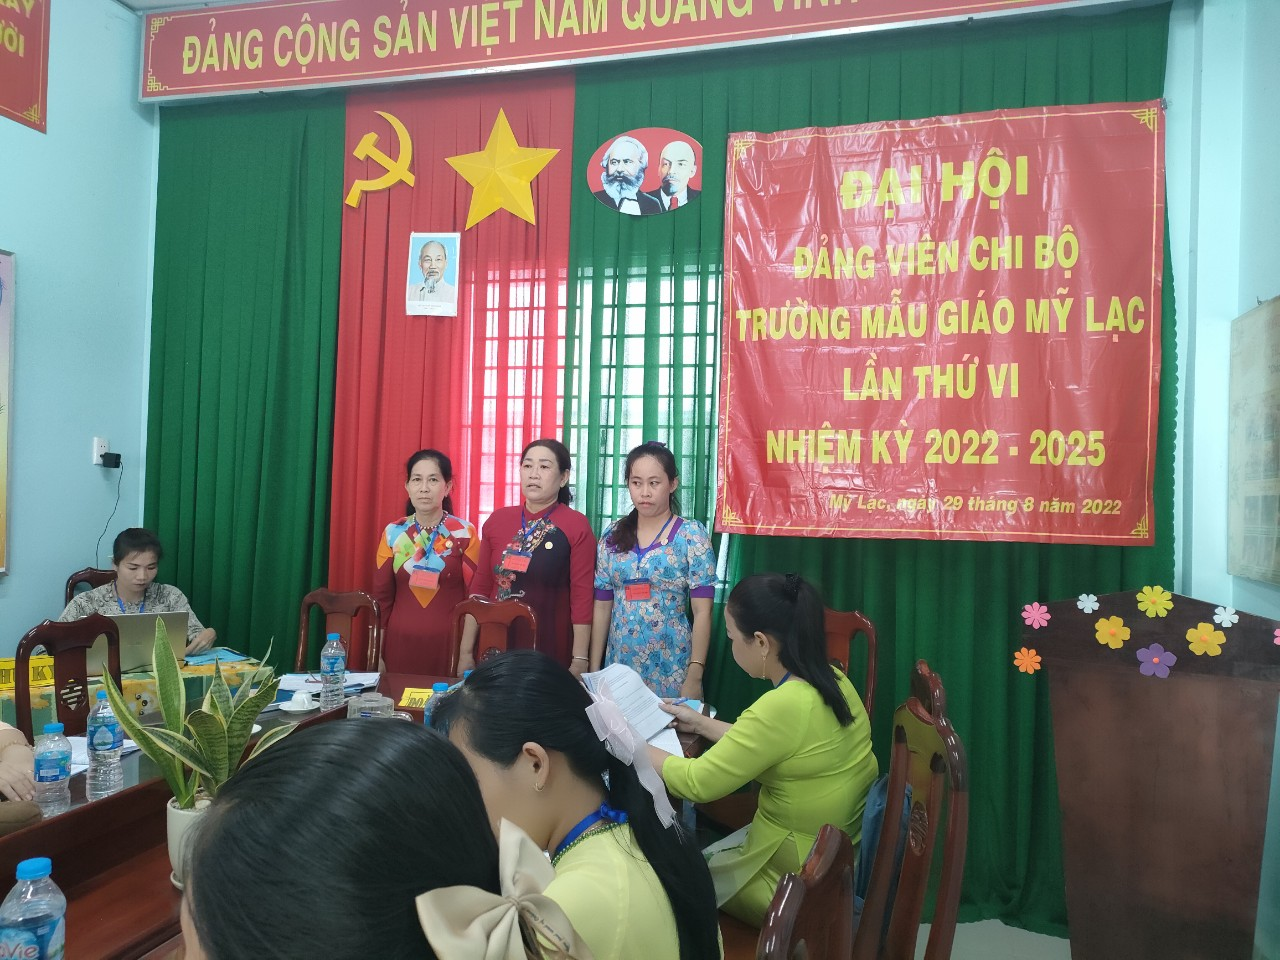 ĐẢNG CỘNG SẢN VIỆT NAM QUANG VINH
ĐẠI HỘI
ĐẢNG VIÊN CHI BỘ
TRƯỜNG MẪU GIÁO MỸ LẠC
LẦN THỨ VI
NHIỆM KỲ 2022 - 2025
Mỹ Lạc, ngày 29 tháng 8 năm 2022
KÝ